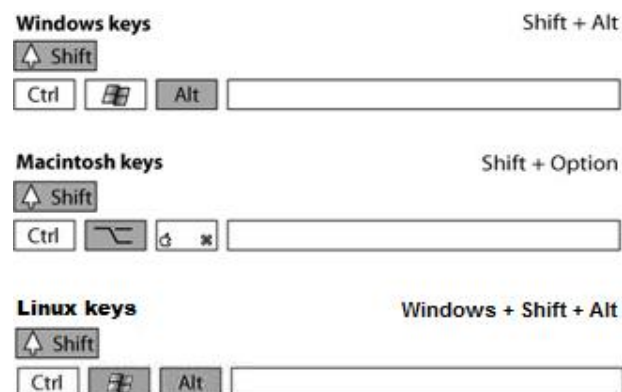 Windows keys Shift + Alt
Shift
Ctrl Alt
Macintosh keys Shift + Option
Shift
Ctrl ⌥ ⌘
Linux keys Windows + Shift + Alt
Shift
Ctrl Alt